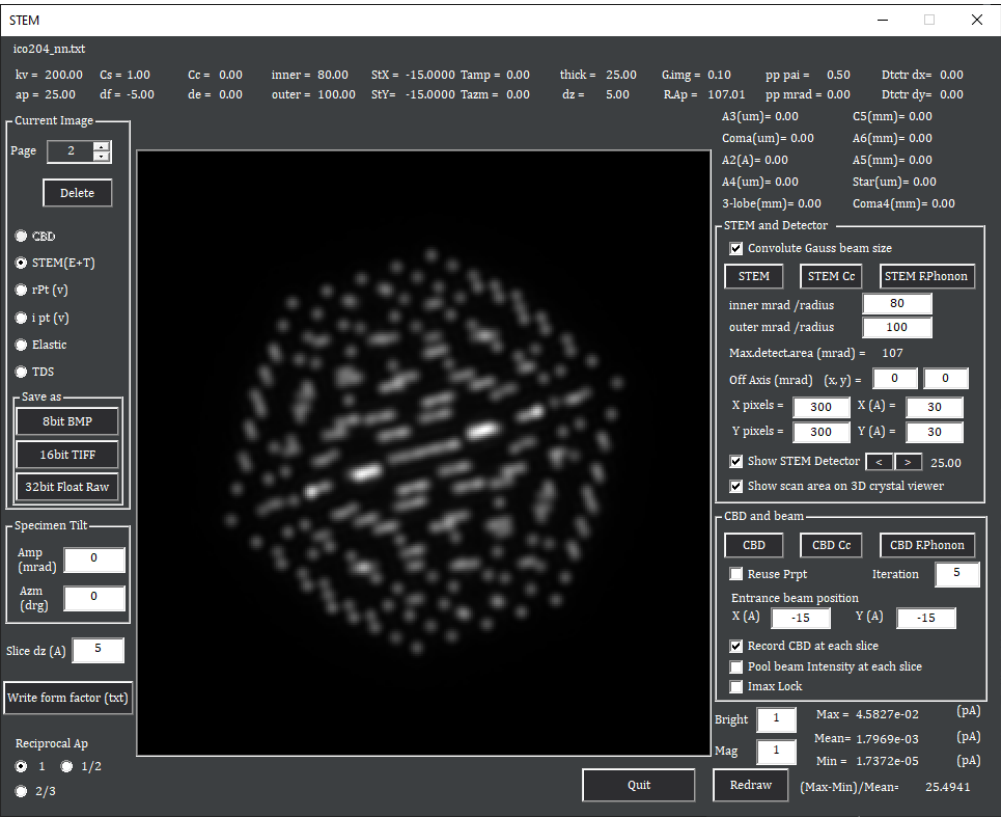 STEM
ico204_nn.txt
kv = 200.00 Cs = 1.00 Cc = 0.00 inner = 80.00 StX = -15.0000 Tamp = 0.00 thick = 25.00 G.img = 0.10 pp pai = 0.50 Dtctr dx= 0.00
ap = 25.00 df = -5.00 de = 0.00 outer = 100.00 StY= -15.0000 Tazm = 0.00 dz = 5.00 R.Ap = 107.01 pp mrad = 0.00 Dtctr dy= 0.00
A3(um)= 0.00 C5(mm)= 0.00
Coma(um)= 0.00 A6(mm)= 0.00
A2(A)= 0.00 A5(mm)= 0.00
A4(um)= 0.00 Star(um)= 0.00
3-lobe(mm)= 0.00 Coma4(mm)= 0.00
Current Image
Page 2
Delete
CBD
STEM(E+T)
rPt (v)
i pt (v)
Elastic
TDS
Save as
8bit BMP
16bit TIFF
32bit Float Raw
Specimen Tilt
Amp (mrad) 0
Azm (drg) 0
Slice dz (A) 5
Write form factor (txt)
Reciprocal Ap
1 1/2
2/3
STEM and Detector
Convolute Gauss beam size
STEM STEM Cc STEM F.Phonon
inner mrad /radius 80
outer mrad /radius 100
Max.detect.area (mrad) = 107
Off Axis (mrad) (x, y) = 0 0
X pixels = 300 X (A) = 30
Y pixels = 300 Y (A) = 30
Show STEM Detector < > 25.00
Show scan area on 3D crystal viewer
CBD and beam
CBD CBD Cc CBD F.Phonon
Reuse Prpt Iteration 5
Entrance beam position
X (A) -15 Y (A) -15
Record CBD at each slice
Pool beam Intensity at each slice
Imax Lock
Bright 1 Max = 4.5827e-02 (pA)
Mean= 1.7969e-03 (pA)
Mag 1 Min = 1.7372e-05 (pA)
Quit Redraw (Max-Min)/Mean= 25.4941